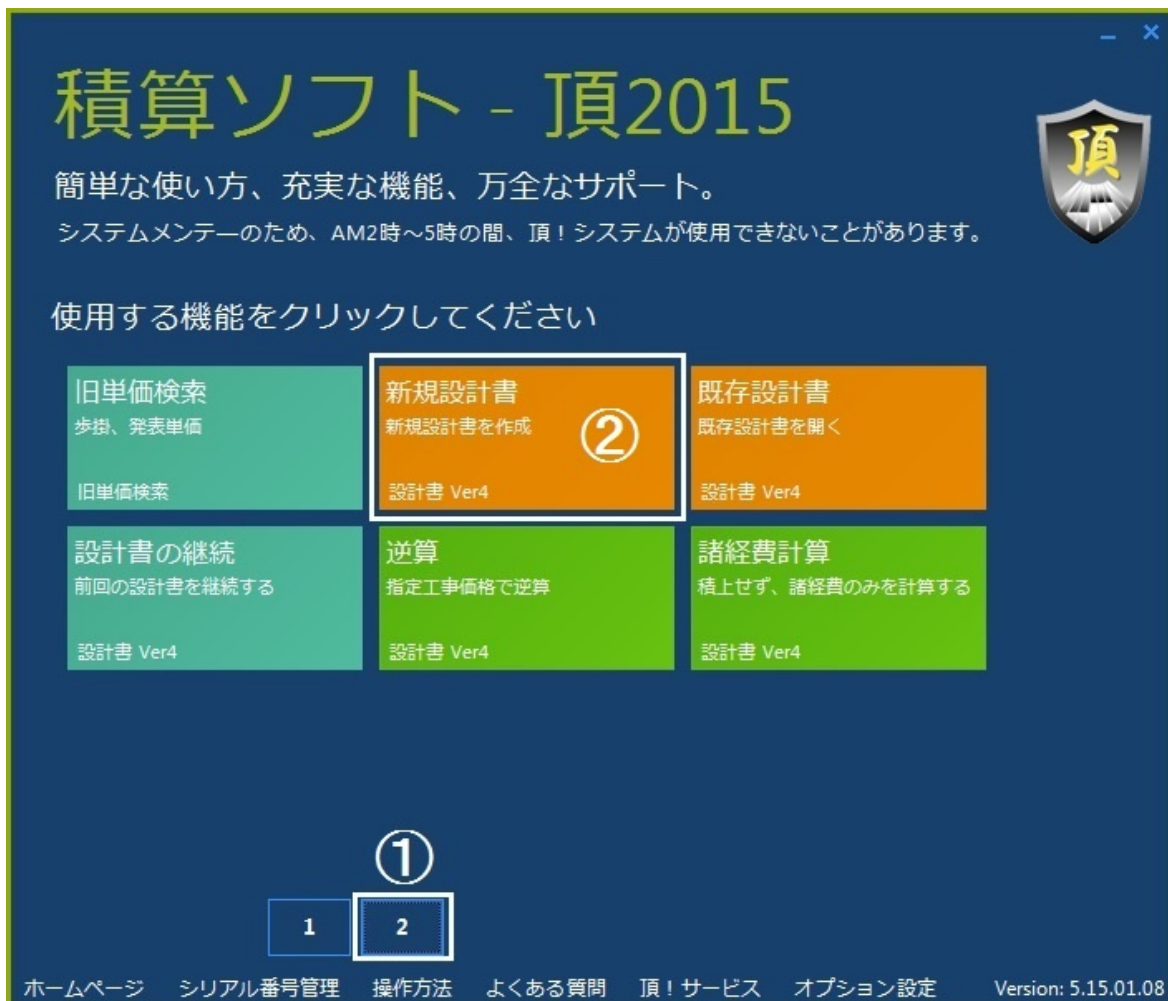 積算ソフト - 頂2015
頂
簡単な使い方、充実な機能、万全なサポート。
システムメンテーのため、AM2時～5時の間、頂！システムが使用できないことがあります。
使用する機能をクリックしてください
旧単価検索
歩掛、発表単価
旧単価検索
新規設計書
新規設計書を作成
②
設計書 Ver4
既存設計書
既存設計書を開く
設計書 Ver4
設計書の継続
前回の設計書を継続する
設計書 Ver4
逆算
指定工事価格で逆算
設計書 Ver4
諸経費計算
積上せず、諸経費のみを計算する
設計書 Ver4
①
1 2
ホームページ シリアル番号管理 操作方法 よくある質問 頂！サービス オプション設定 Version: 5.15.01.08